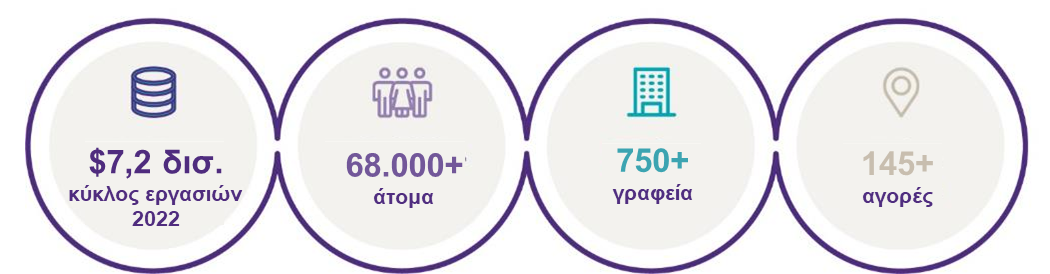 $7,2 δισ.
κύκλος εργασιών
2022
68.000+
άτομα
750+
γραφεία
145+
αγορές